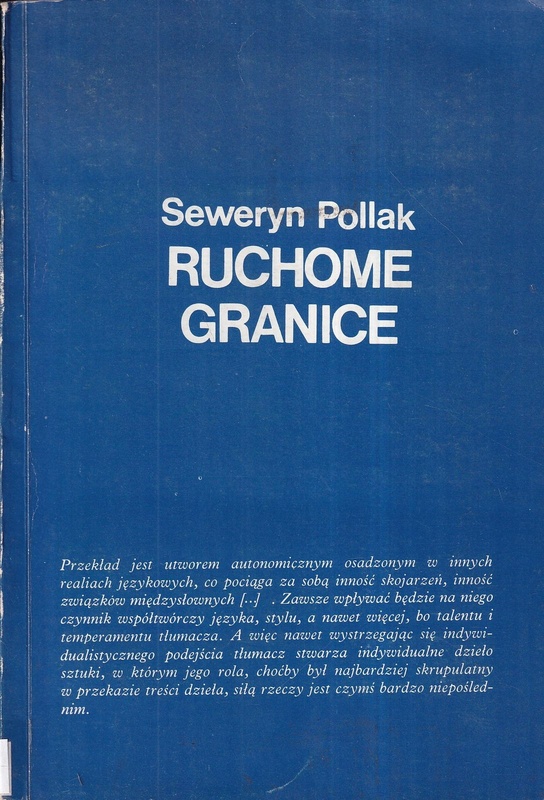 Seweryn Pollak
RUCHOME
GRANICE
Przekład jest utworem autonomicznym osadzonym w innych
realiach językowych, co pociąga za sobą inność skojarzeń, inność
związków międzysłownych [..] . Zawsze wpływać będzie na niego
czynnik współtwórczy języka, stylu, a nawet więcej, bo talentu i
temperamentu tłumacza. A więc nawet wystrzegając się indywi-
dualistycznego podejścia tłumacz stwarza indywidualne dzieło
sztuki, w którym jego rola, choćby był najbardziej skrupulatny
w przekazie treści dzieła, siłą rzeczy jest czymś bardzo niepośled-
nim.